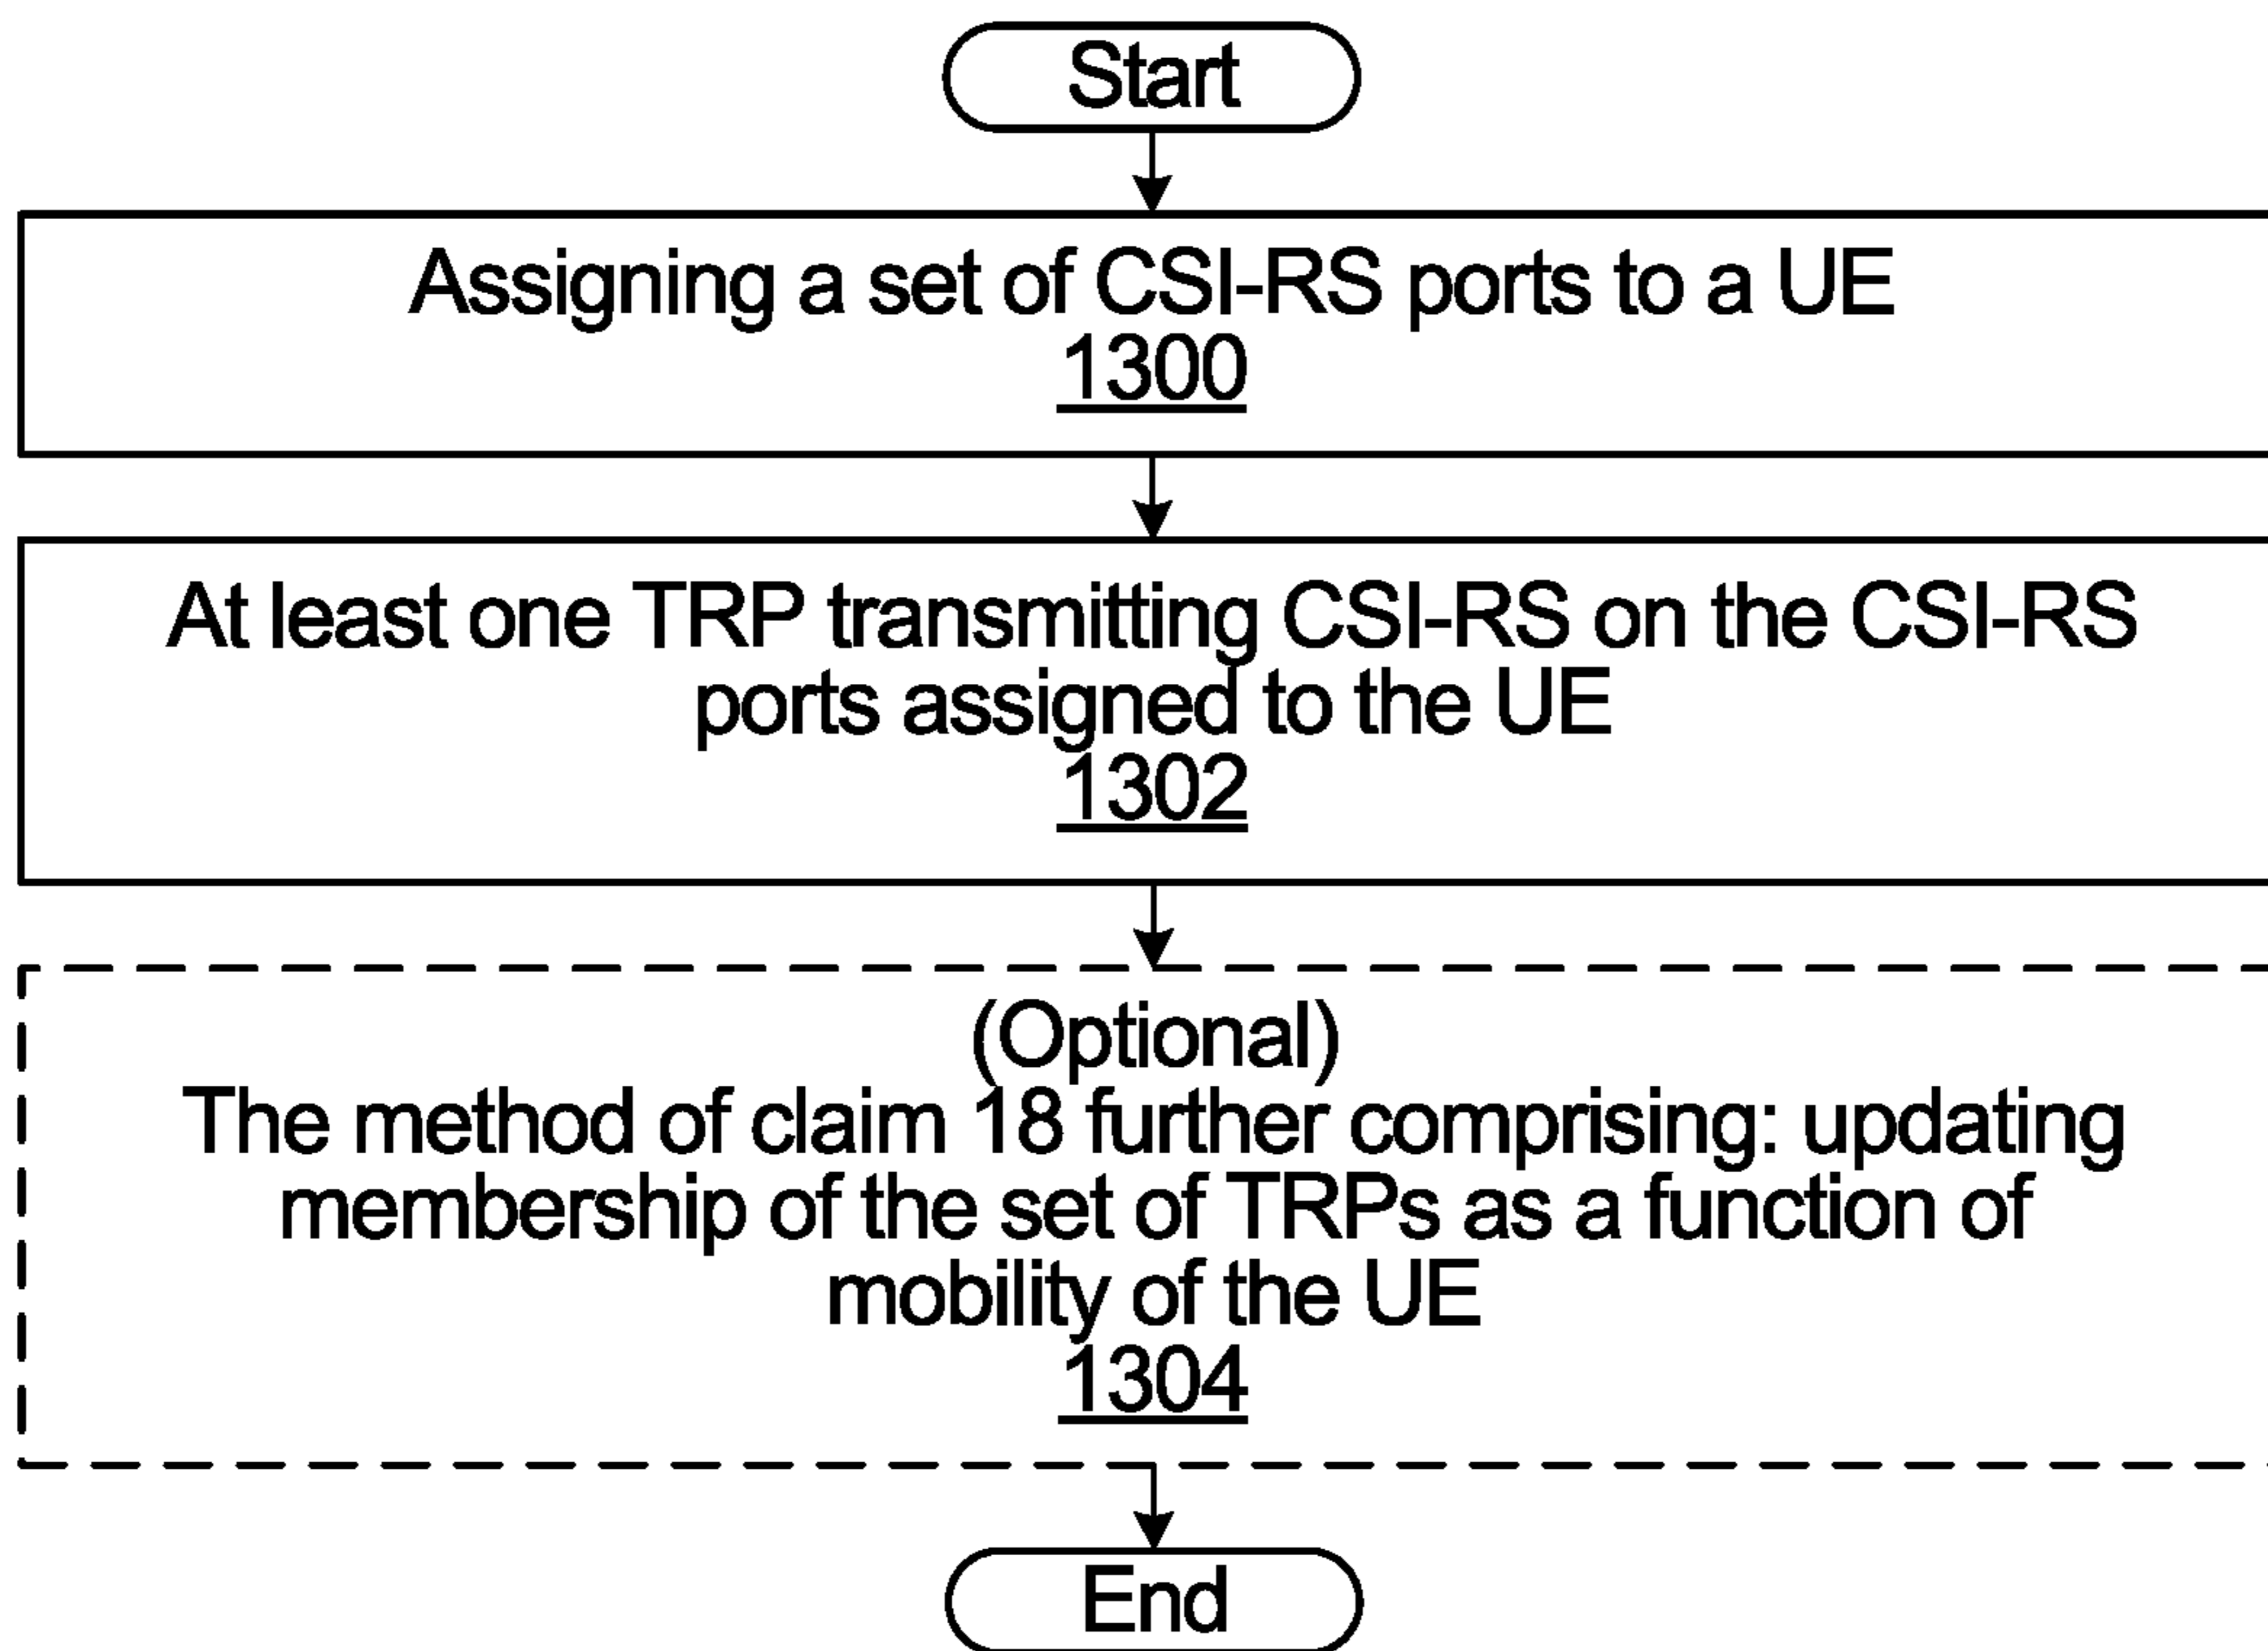 Start
Assigning a set of CSI-RS ports to a UE
1300
At least one TRP transmitting CSI-RS on the CSI-RS
ports assigned to the UE
1302
(Optional)
The method of claim 18 further comprising: updating
membership of the set of TRPs as a function of
mobility of the UE
1304
End